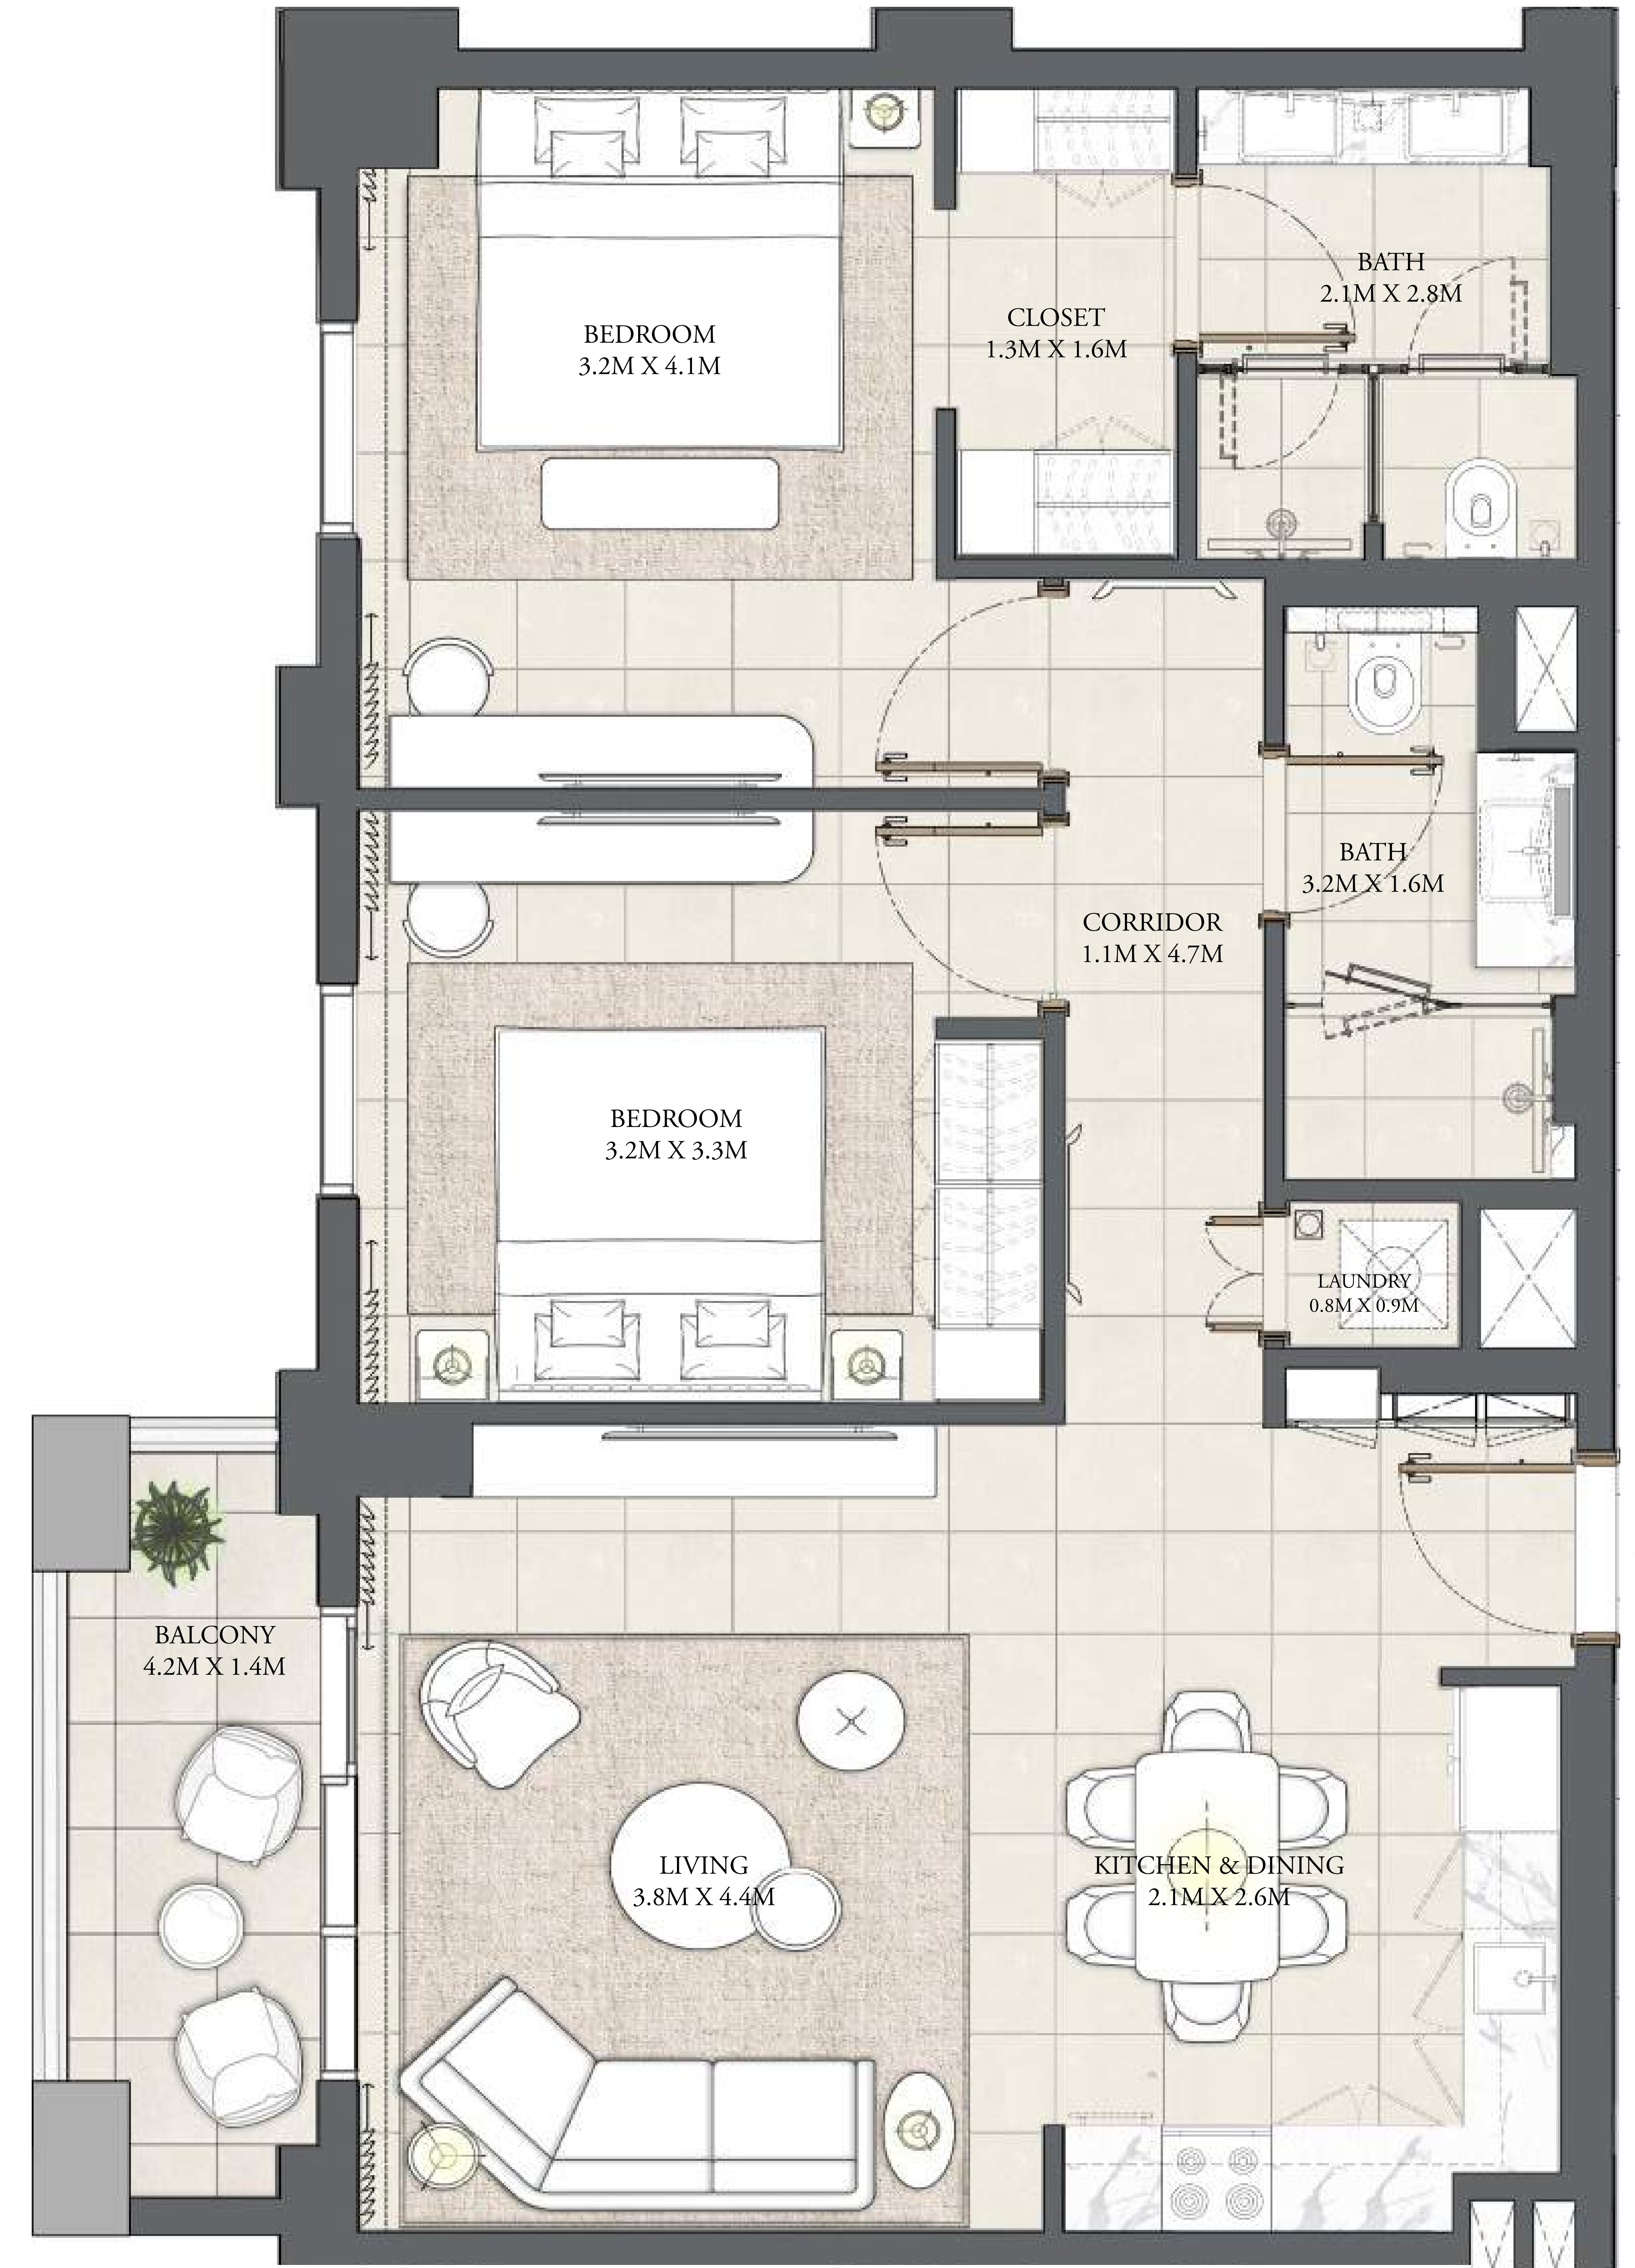 BEDROOM
3.2M X 4.1M
CLOSET
1.3M X 1.6M
BATH
2.1M X 2.8M
BATH
3.2M X 1.6M
CORRIDOR
1.1M X 4.7M
BEDROOM
3.2M X 3.3M
LAUNDRY
0.8M X 0.9M
BALCONY
4.2M X 1.4M
LIVING
3.8M X 4.4M
KITCHEN & DINING
2.1M X 2.6M